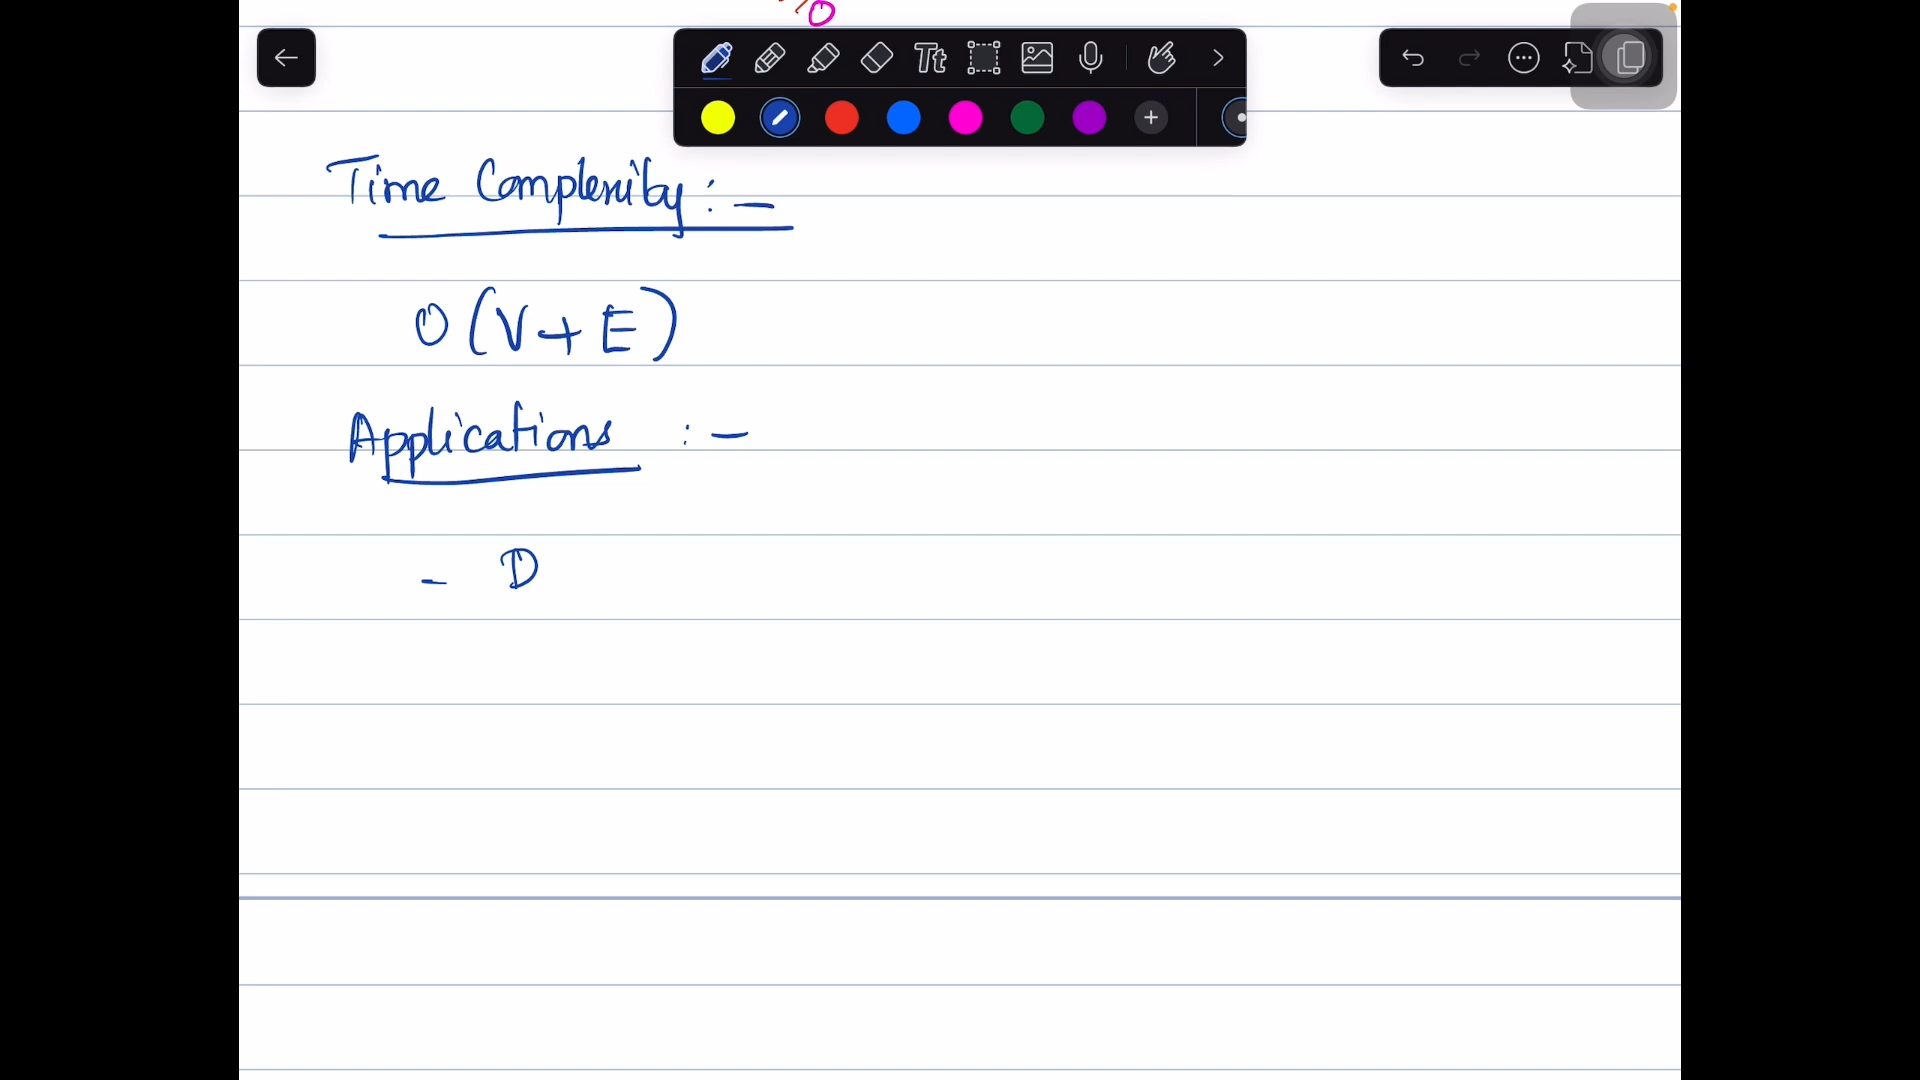 Time Complexity : -
O (V + E)
Applications : -
- D